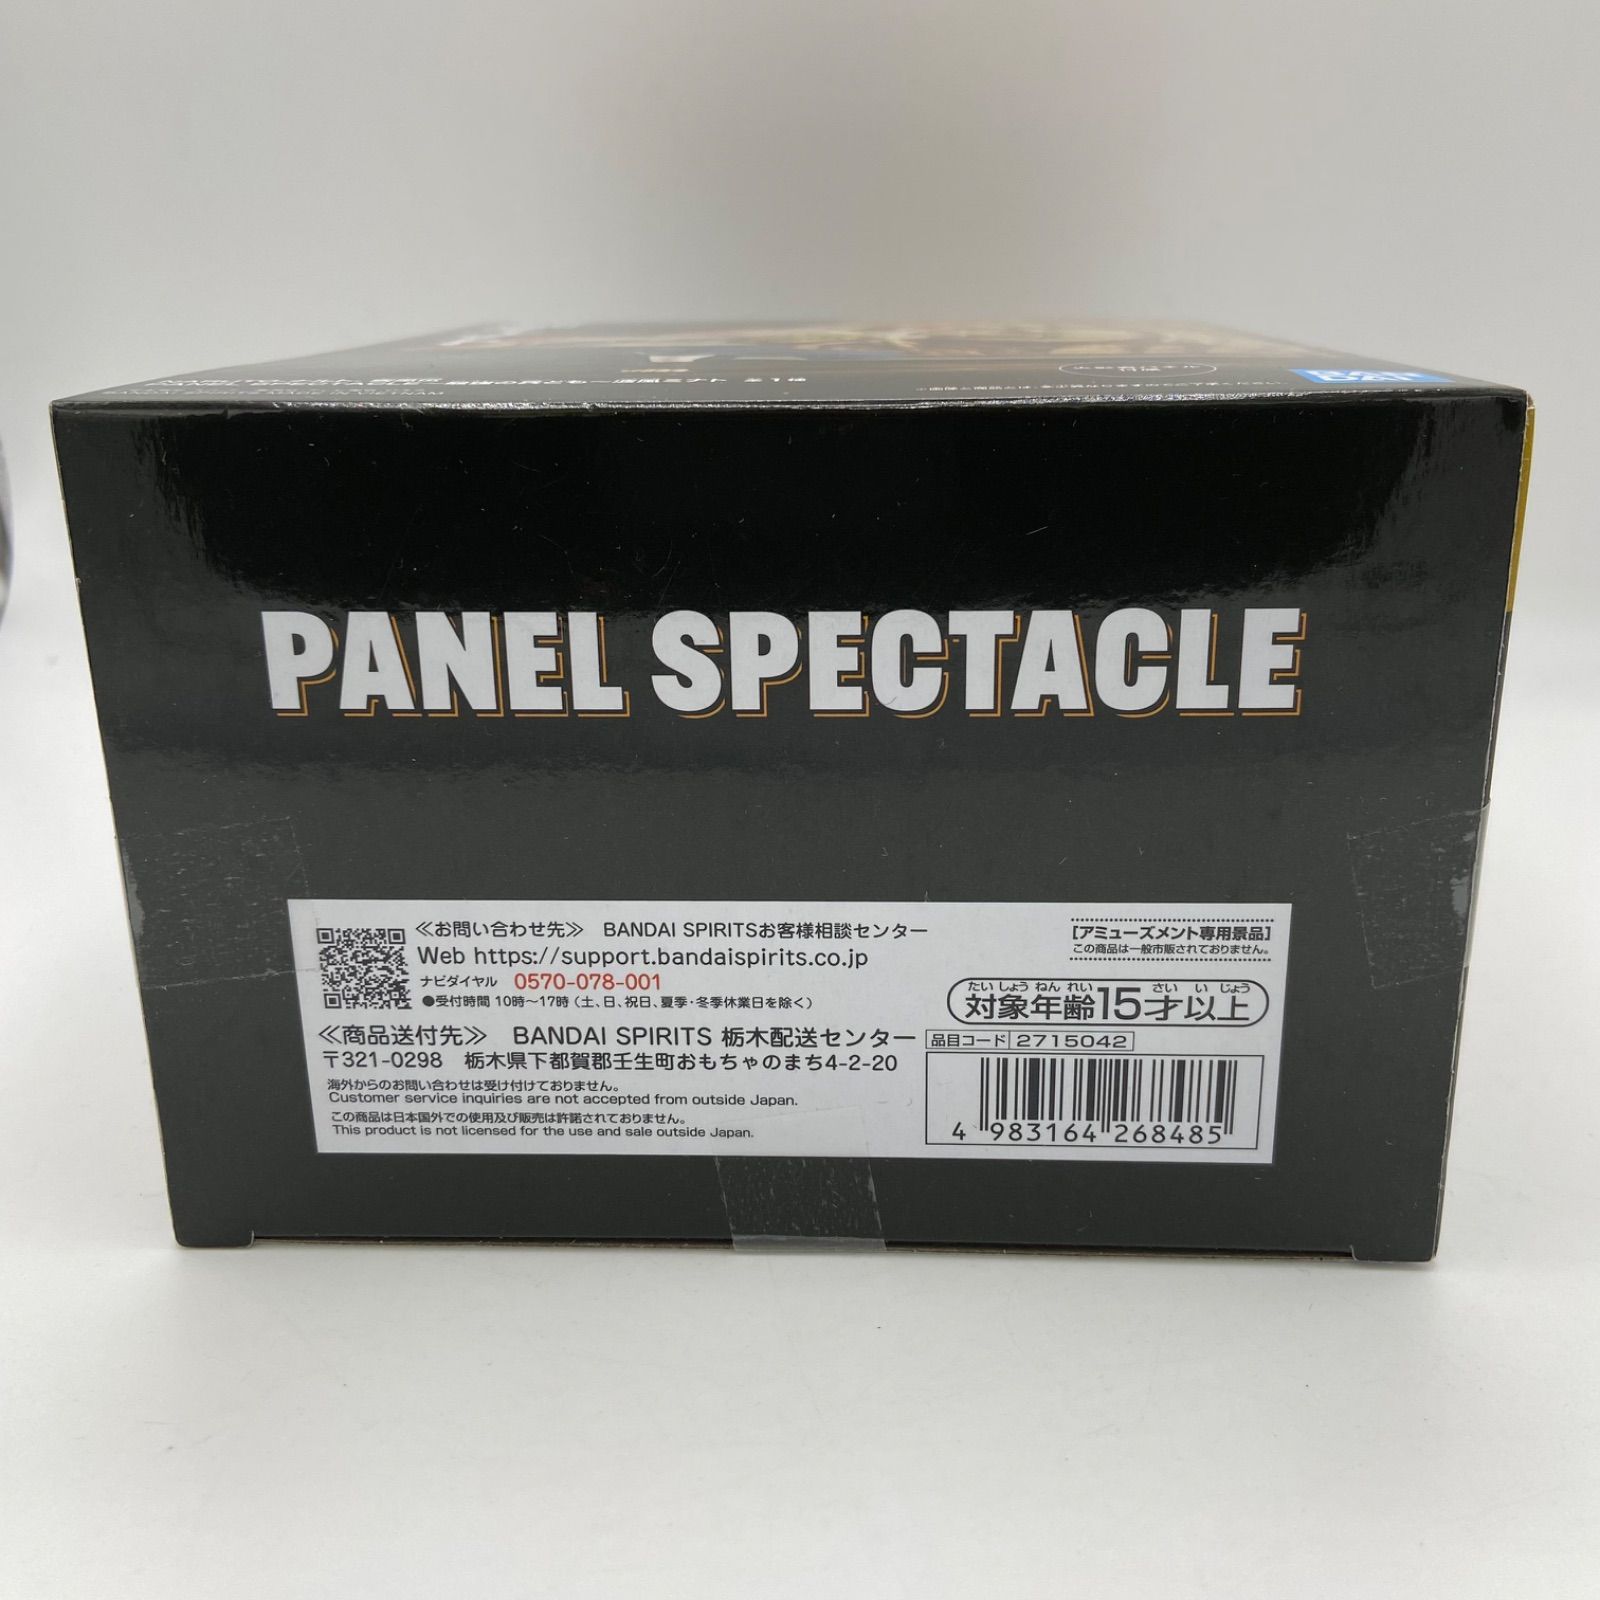 PANEL SPECTACLE
≪お問い合わせ先≫ BANDAI SPIRITSお客様相談センター
Web https://support.bandaispirits.co.jp
ナビダイヤル 0570-078-001
●受付時間 10時～17時（土、日、祝日、夏季・冬季休業日を除く）
≪商品送付先≫ BANDAI SPIRITS 栃木配送センター
〒321-0298 栃木県下都賀郡壬生町おもちゃのまち4-2-20
海外からのお問い合わせは受け付けておりません。
Customer service inquiries are not accepted from outside Japan.
この商品は日本国外での使用及び販売は許諾されておりません。
This product is not licensed for the use and sale outside Japan.
[アミューズメント専用景品]
この商品は一般市販されておりません。
たいしょうねんれい さいいじょう
対象年齢15才以上
品目コード 2715042
4 983164 268485